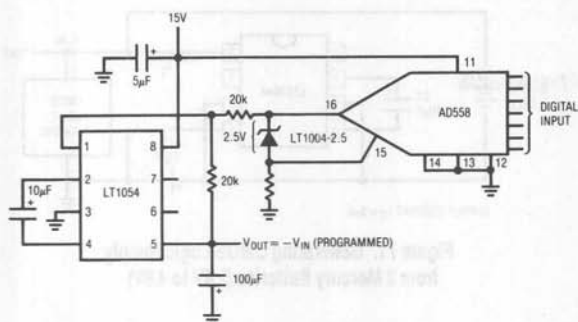 15V
5μF
+
11
20k
16
AD558
DIGITAL
INPUT
2.5V
LT1004-2.5
15
14
13
12
1
8
2
LT1054
7
3
6
4
5
10μF
+
20k
VOUT = –VIN (PROGRAMMED)
100μF
+